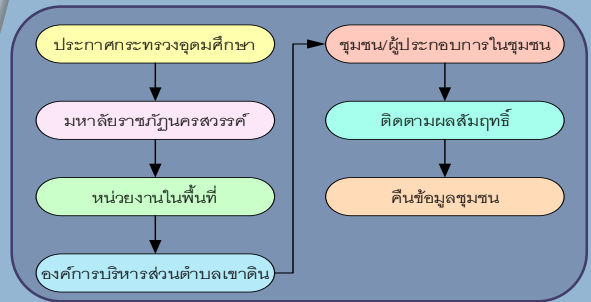 ประกาศกระทรวงอุดมศึกษา
มหาลัยราชภัฏนครสวรรค์
หน่วยงานในพื้นที่
องค์การบริหารส่วนตำบลเขาดิน
ชุมชน/ผู้ประกอบการในชุมชน
ติดตามผลสัมฤทธิ์
คืนข้อมูลชุมชน